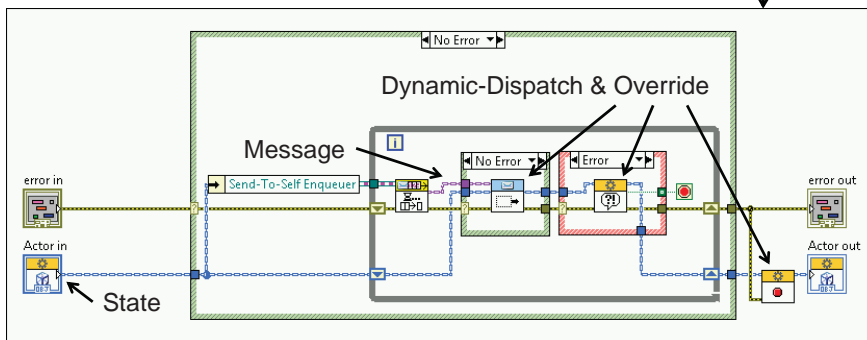 No Error
Dynamic-Dispatch & Override
Message
No Error
Error
Send-To-Self Enqueuer
error in
error out
Actor in
Actor out
State